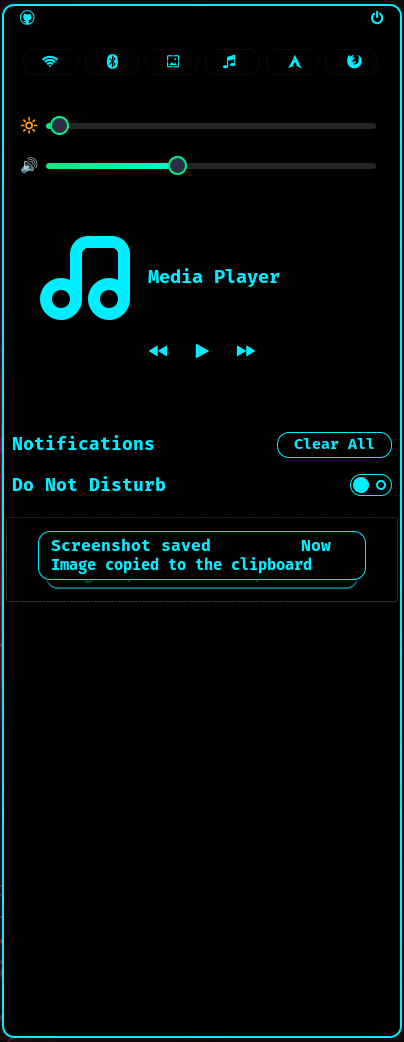 Media Player
Notifications
Clear All
Do Not Disturb
Screenshot saved Now
Image copied to the clipboard